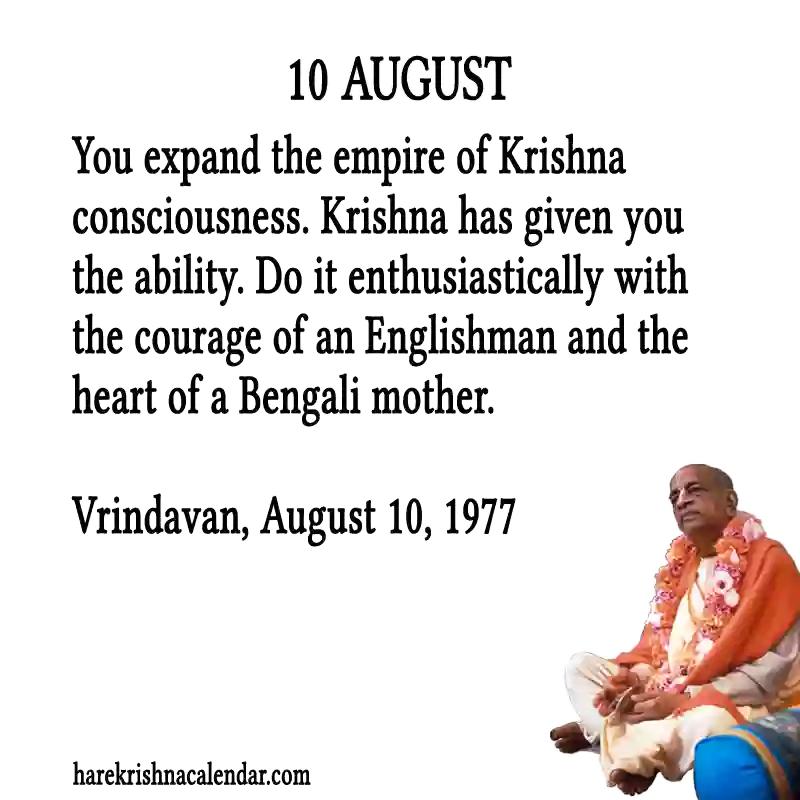 10 AUGUST
You expand the empire of Krishna
consciousness. Krishna has given you
the ability. Do it enthusiastically with
the courage of an Englishman and the
heart of a Bengali mother.
Vrindavan, August 10, 1977
harekrishnacalendar.com